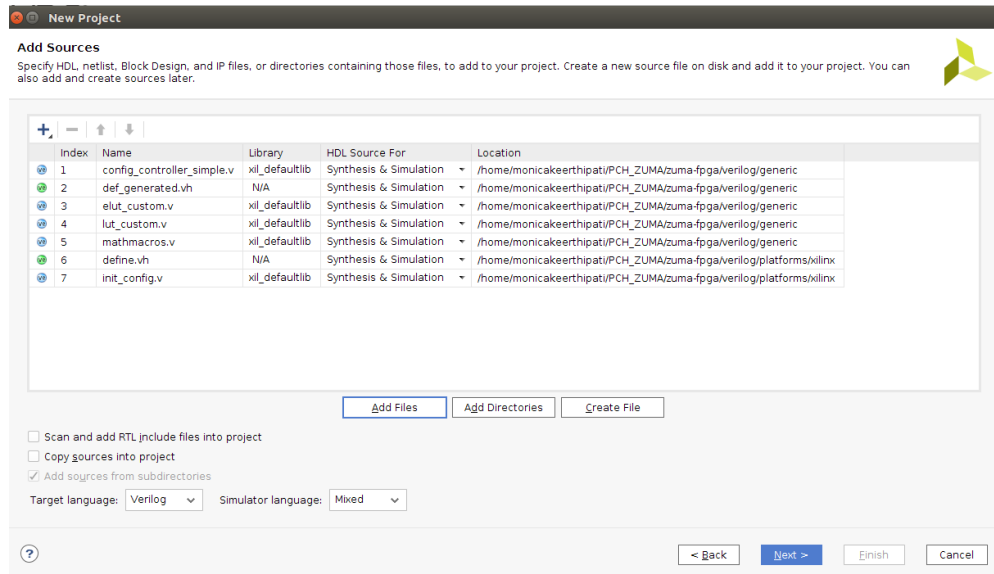 New Project
Add Sources
Specify HDL, netlist, Block Design, and IP files, or directories containing those files, to add to your project. Create a new source file on disk and add it to your project. You can
also add and create sources later.
Index Name Library HDL Source For Location
1 config_controller_simple.v xil_defaultlib Synthesis & Simulation /home/monicakeerthipati/PCH_ZUMA/zuma-fpga/verilog/generic
2 def_generated.vh N/A Synthesis & Simulation /home/monicakeerthipati/PCH_ZUMA/zuma-fpga/verilog/generic
3 elut_custom.v xil_defaultlib Synthesis & Simulation /home/monicakeerthipati/PCH_ZUMA/zuma-fpga/verilog/generic
4 lut_custom.v xil_defaultlib Synthesis & Simulation /home/monicakeerthipati/PCH_ZUMA/zuma-fpga/verilog/generic
5 mathmacros.v xil_defaultlib Synthesis & Simulation /home/monicakeerthipati/PCH_ZUMA/zuma-fpga/verilog/generic
6 define.vh N/A Synthesis & Simulation /home/monicakeerthipati/PCH_ZUMA/zuma-fpga/verilog/platforms/xilinx
7 init_config.v xil_defaultlib Synthesis & Simulation /home/monicakeerthipati/PCH_ZUMA/zuma-fpga/verilog/platforms/xilinx
Add Files Add Directories Create File
Scan and add RTL include files into project
Copy sources into project
Add sources from subdirectories
Target language: Verilog Simulator language: Mixed
? < Back Next > Finish Cancel